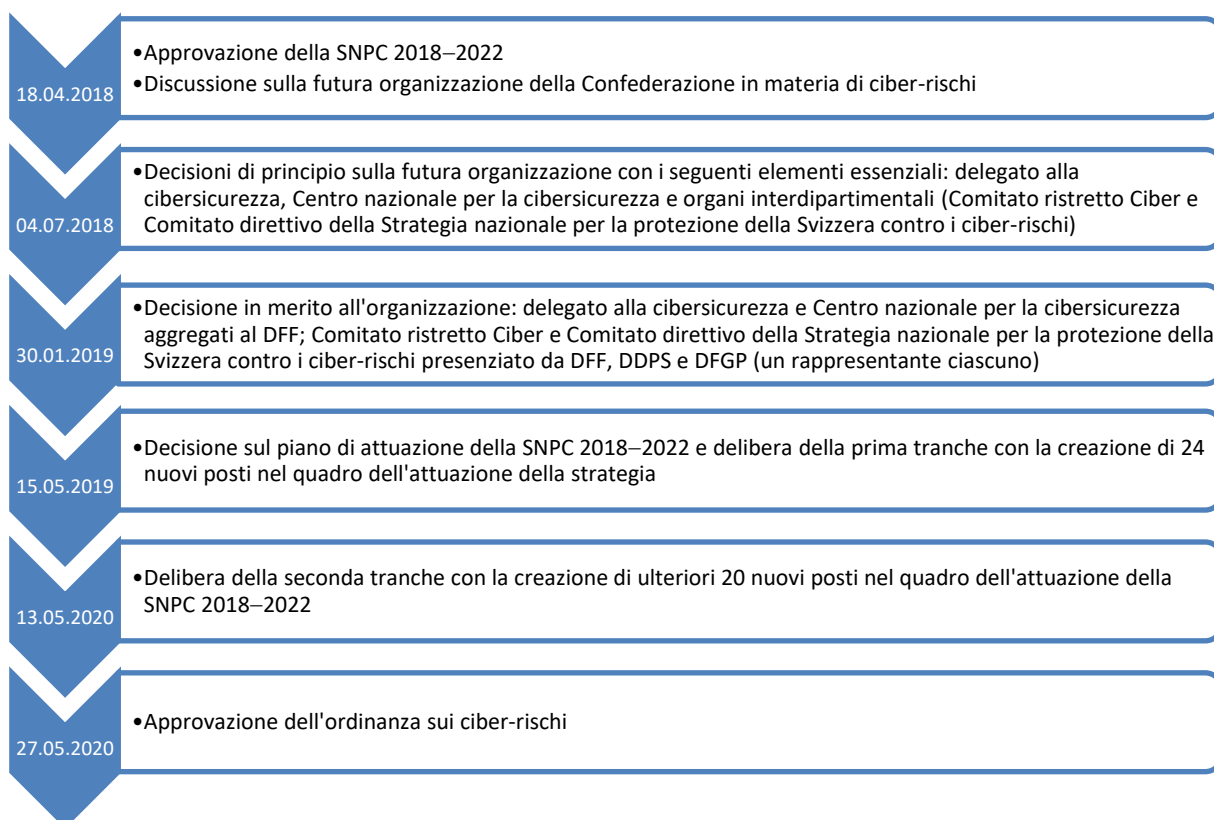 18.04.2018
•Approvazione della SNPC 2018–2022
•Discussione sulla futura organizzazione della Confederazione in materia di ciber-rischi
04.07.2018
•Decisioni di principio sulla futura organizzazione con i seguenti elementi essenziali: delegato alla
cibersicurezza, Centro nazionale per la cibersicurezza e organi interdipartimentali (Comitato ristretto Ciber e
Comitato direttivo della Strategia nazionale per la protezione della Svizzera contro i ciber-rischi)
30.01.2019
•Decisione in merito all'organizzazione: delegato alla cibersicurezza e Centro nazionale per la cibersicurezza
aggregati al DFF; Comitato ristretto Ciber e Comitato direttivo della Strategia nazionale per la protezione della
Svizzera contro i ciber-rischi presenziato da DFF, DDPS e DFGP (un rappresentante ciascuno)
15.05.2019
•Decisione sul piano di attuazione della SNPC 2018–2022 e delibera della prima tranche con la creazione di 24
nuovi posti nel quadro dell'attuazione della strategia
13.05.2020
•Delibera della seconda tranche con la creazione di ulteriori 20 nuovi posti nel quadro dell'attuazione della
SNPC 2018–2022
27.05.2020
•Approvazione dell'ordinanza sui ciber-rischi